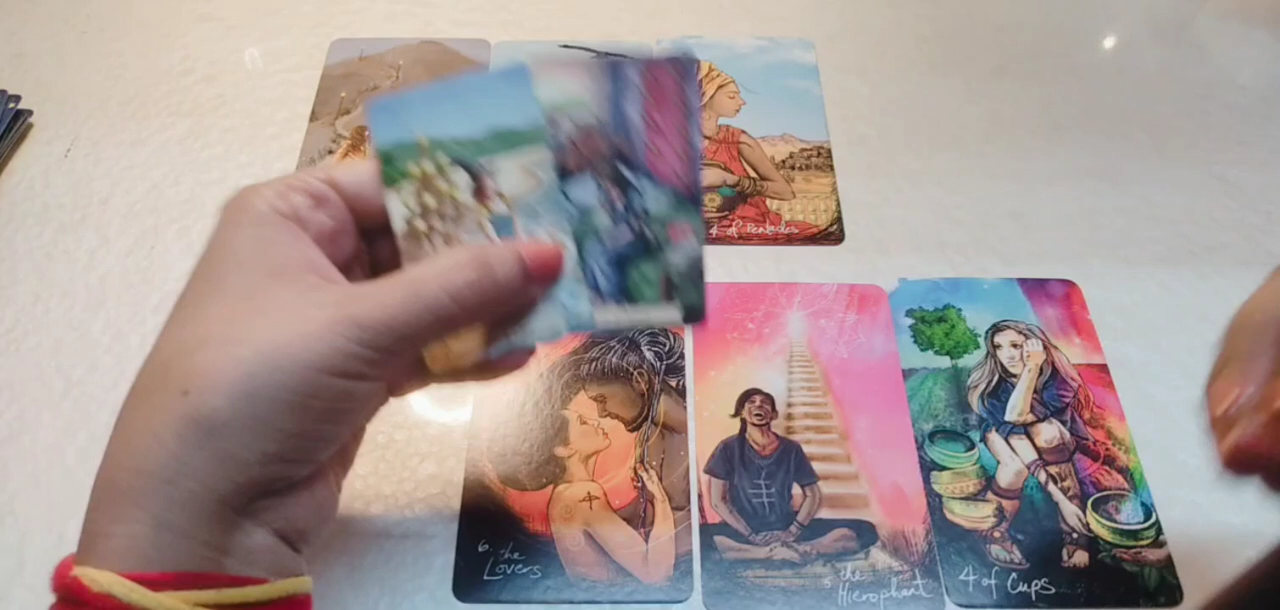 4 of Pentacles
6. the
Lovers
5 the
Hierophant
4 of Cups